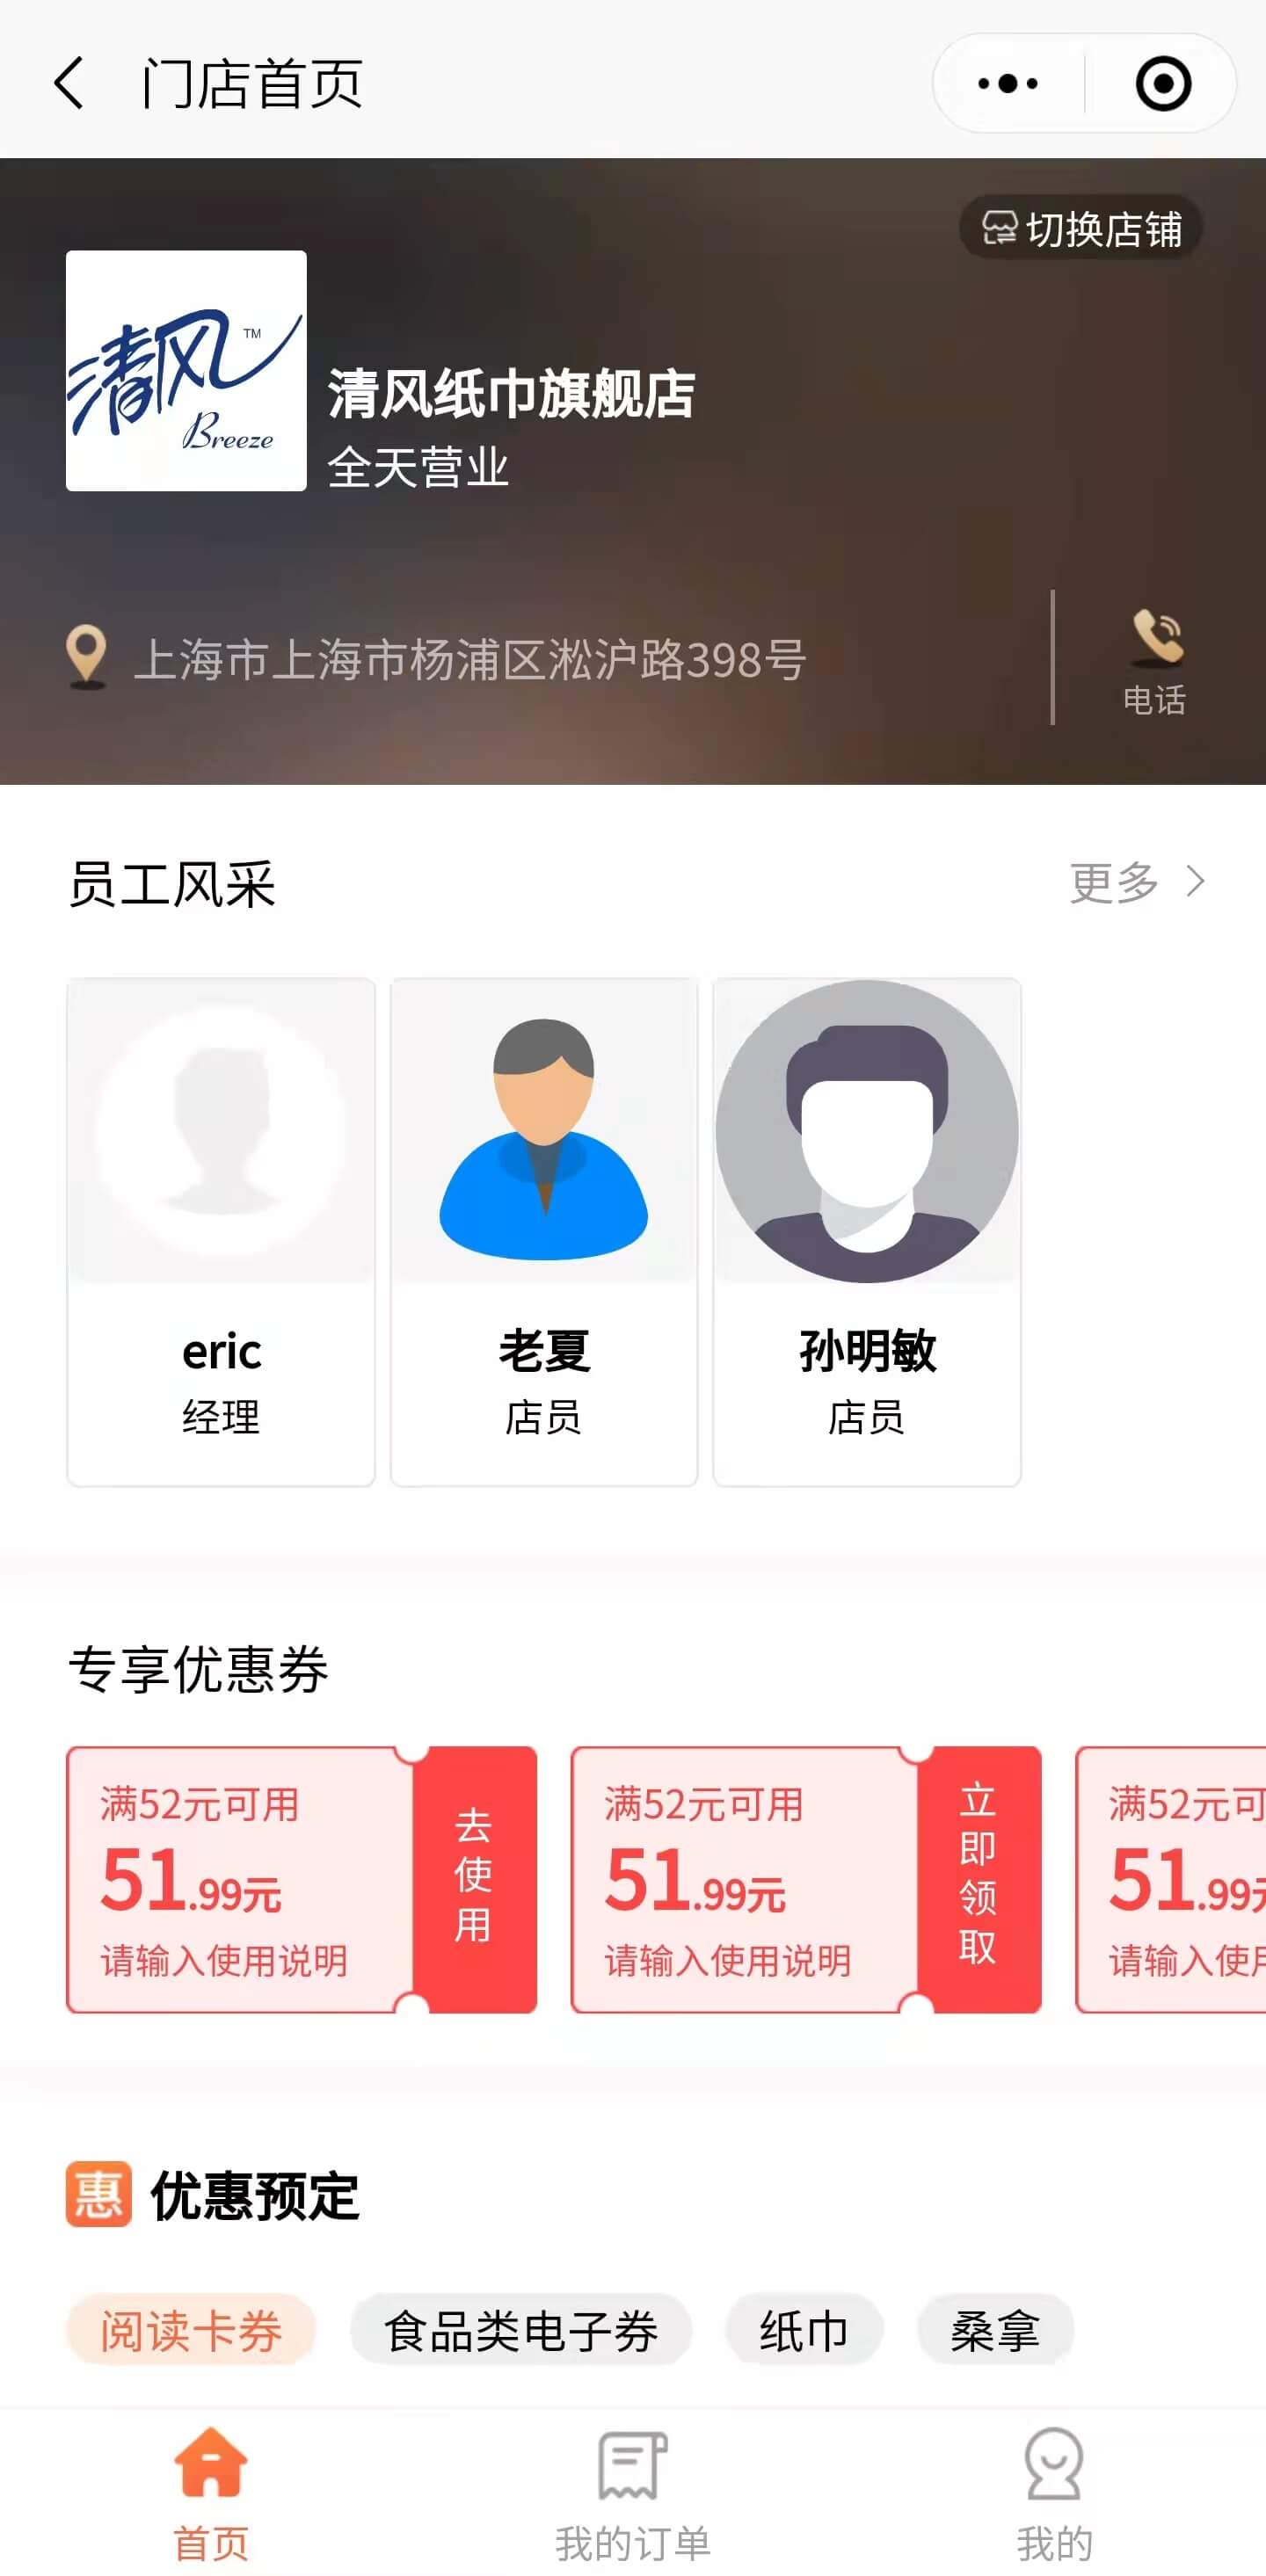 门店首页
切换店铺
清风 TM
Breeze
清风纸巾旗舰店
全天营业
上海市上海市杨浦区淞沪路398号
电话
员工风采
更多
eric
经理
老夏
店员
孙明敏
店员
专享优惠券
满52元可用
51.99元
请输入使用说明
去使用
满52元可用
51.99元
请输入使用说明
立即领取
满52元可
51.99元
请输入使用
惠 优惠预定
阅读卡券 食品类电子券 纸巾 桑拿
首页 我的订单 我的